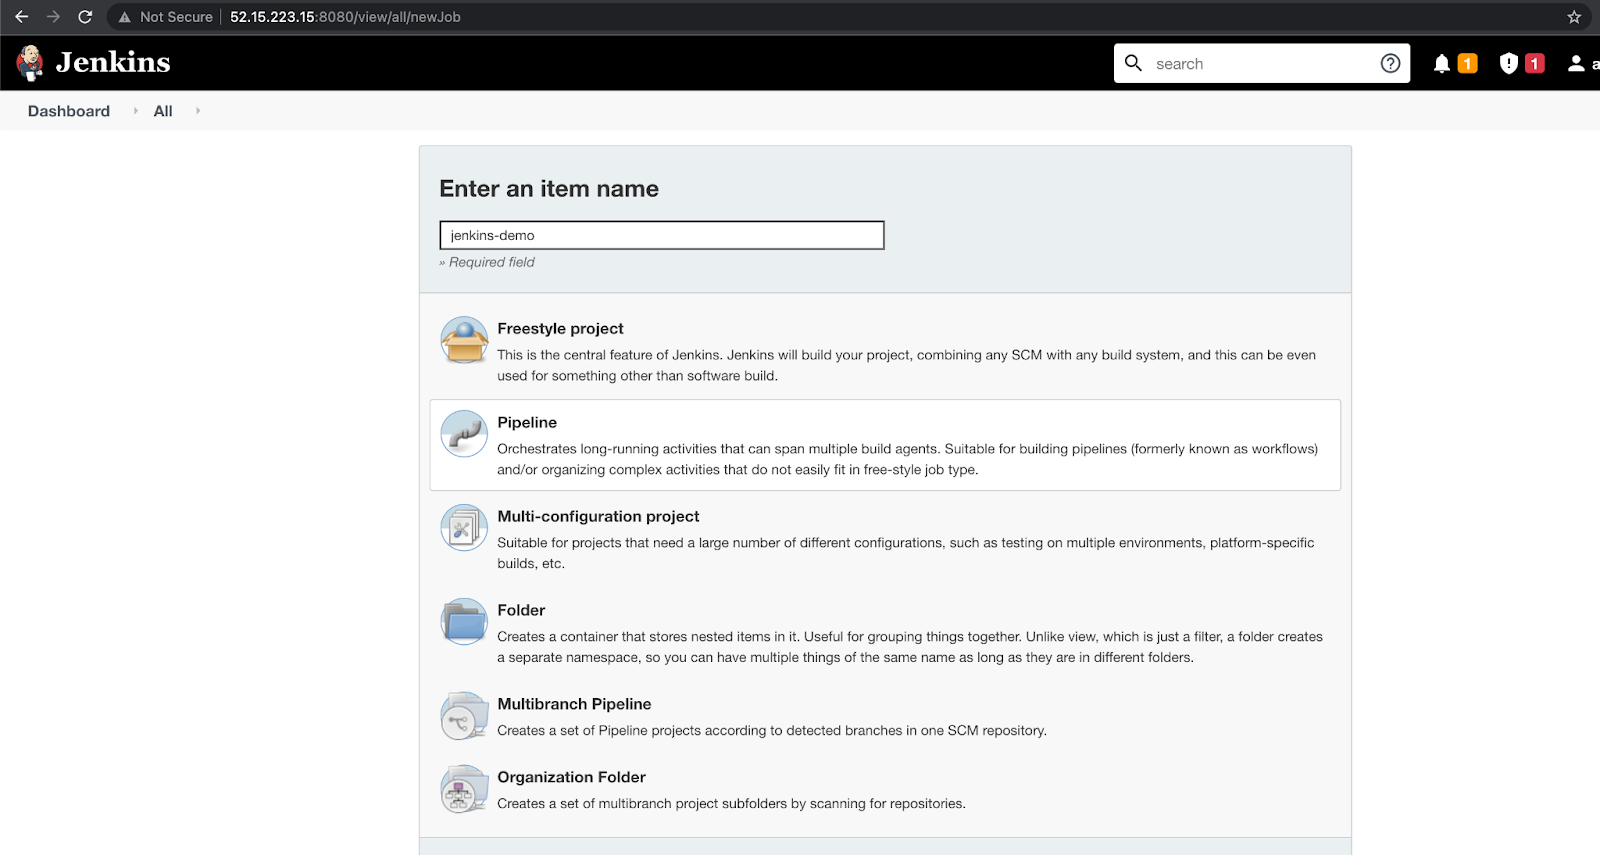 Not Secure 52.15.223.15:8080/view/all/newJob
Jenkins
search
1
1
a
Dashboard All
Enter an item name
jenkins-demo
» Required field
Freestyle project
This is the central feature of Jenkins. Jenkins will build your project, combining any SCM with any build system, and this can be even
used for something other than software build.
Pipeline
Orchestrates long-running activities that can span multiple build agents. Suitable for building pipelines (formerly known as workflows)
and/or organizing complex activities that do not easily fit in free-style job type.
Multi-configuration project
Suitable for projects that need a large number of different configurations, such as testing on multiple environments, platform-specific
builds, etc.
Folder
Creates a container that stores nested items in it. Useful for grouping things together. Unlike view, which is just a filter, a folder creates
a separate namespace, so you can have multiple things of the same name as long as they are in different folders.
Multibranch Pipeline
Creates a set of Pipeline projects according to detected branches in one SCM repository.
Organization Folder
Creates a set of multibranch project subfolders by scanning for repositories.